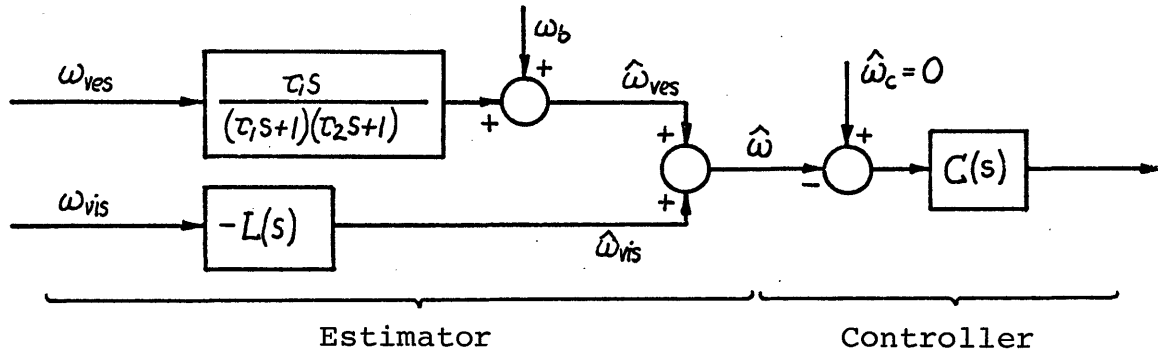 ω_b
ω_ves
τ₁s
(τ₁s+1)(τ₂s+1)
+
+
ω̂_ves
ω̂_c = 0
+
+
ω̂
+
−
C(s)
ω_vis
-L(s)
ω̂_vis
Estimator
Controller